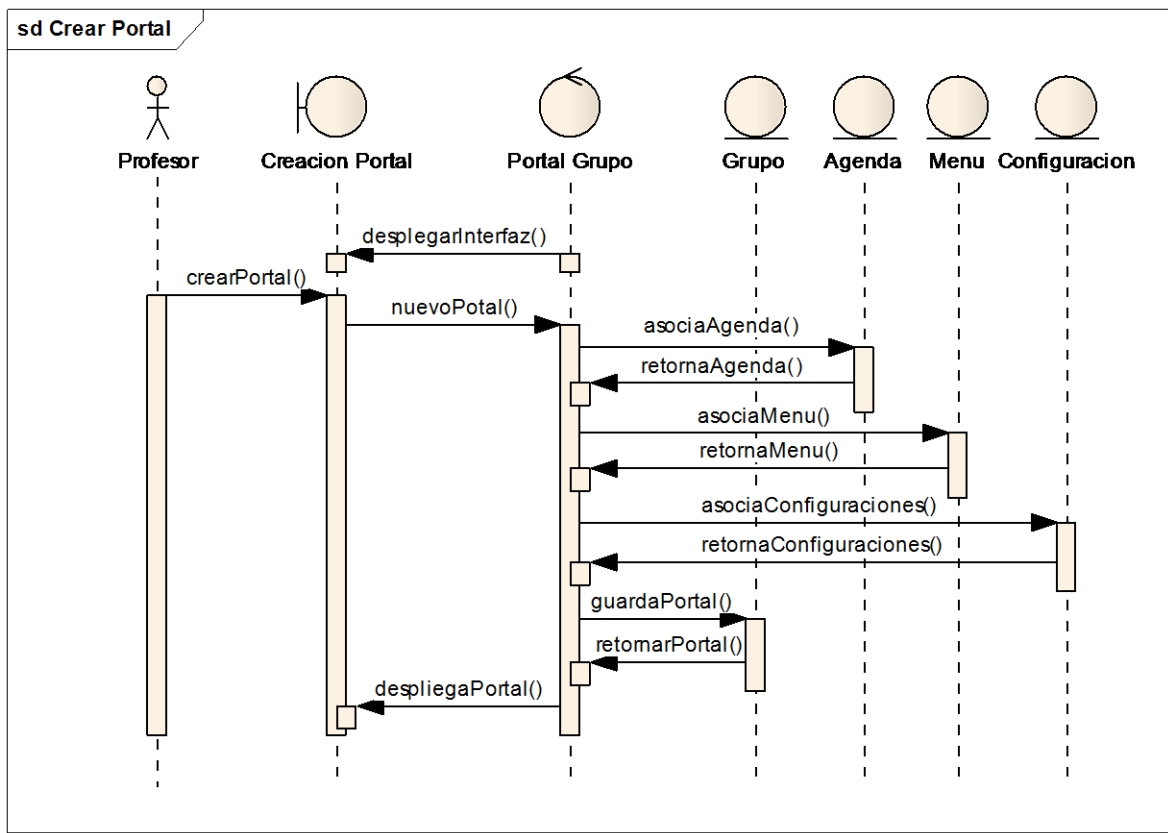 sd Crear Portal
Profesor
Creacion Portal
Portal Grupo
Grupo
Agenda
Menu
Configuracion
desplegarInterfaz()
crearPortal()
nuevoPotal()
asociaAgenda()
retornaAgenda()
asociaMenu()
retornaMenu()
asociaConfiguraciones()
retornaConfiguraciones()
guardaPortal()
retornarPortal()
despliegaPortal()